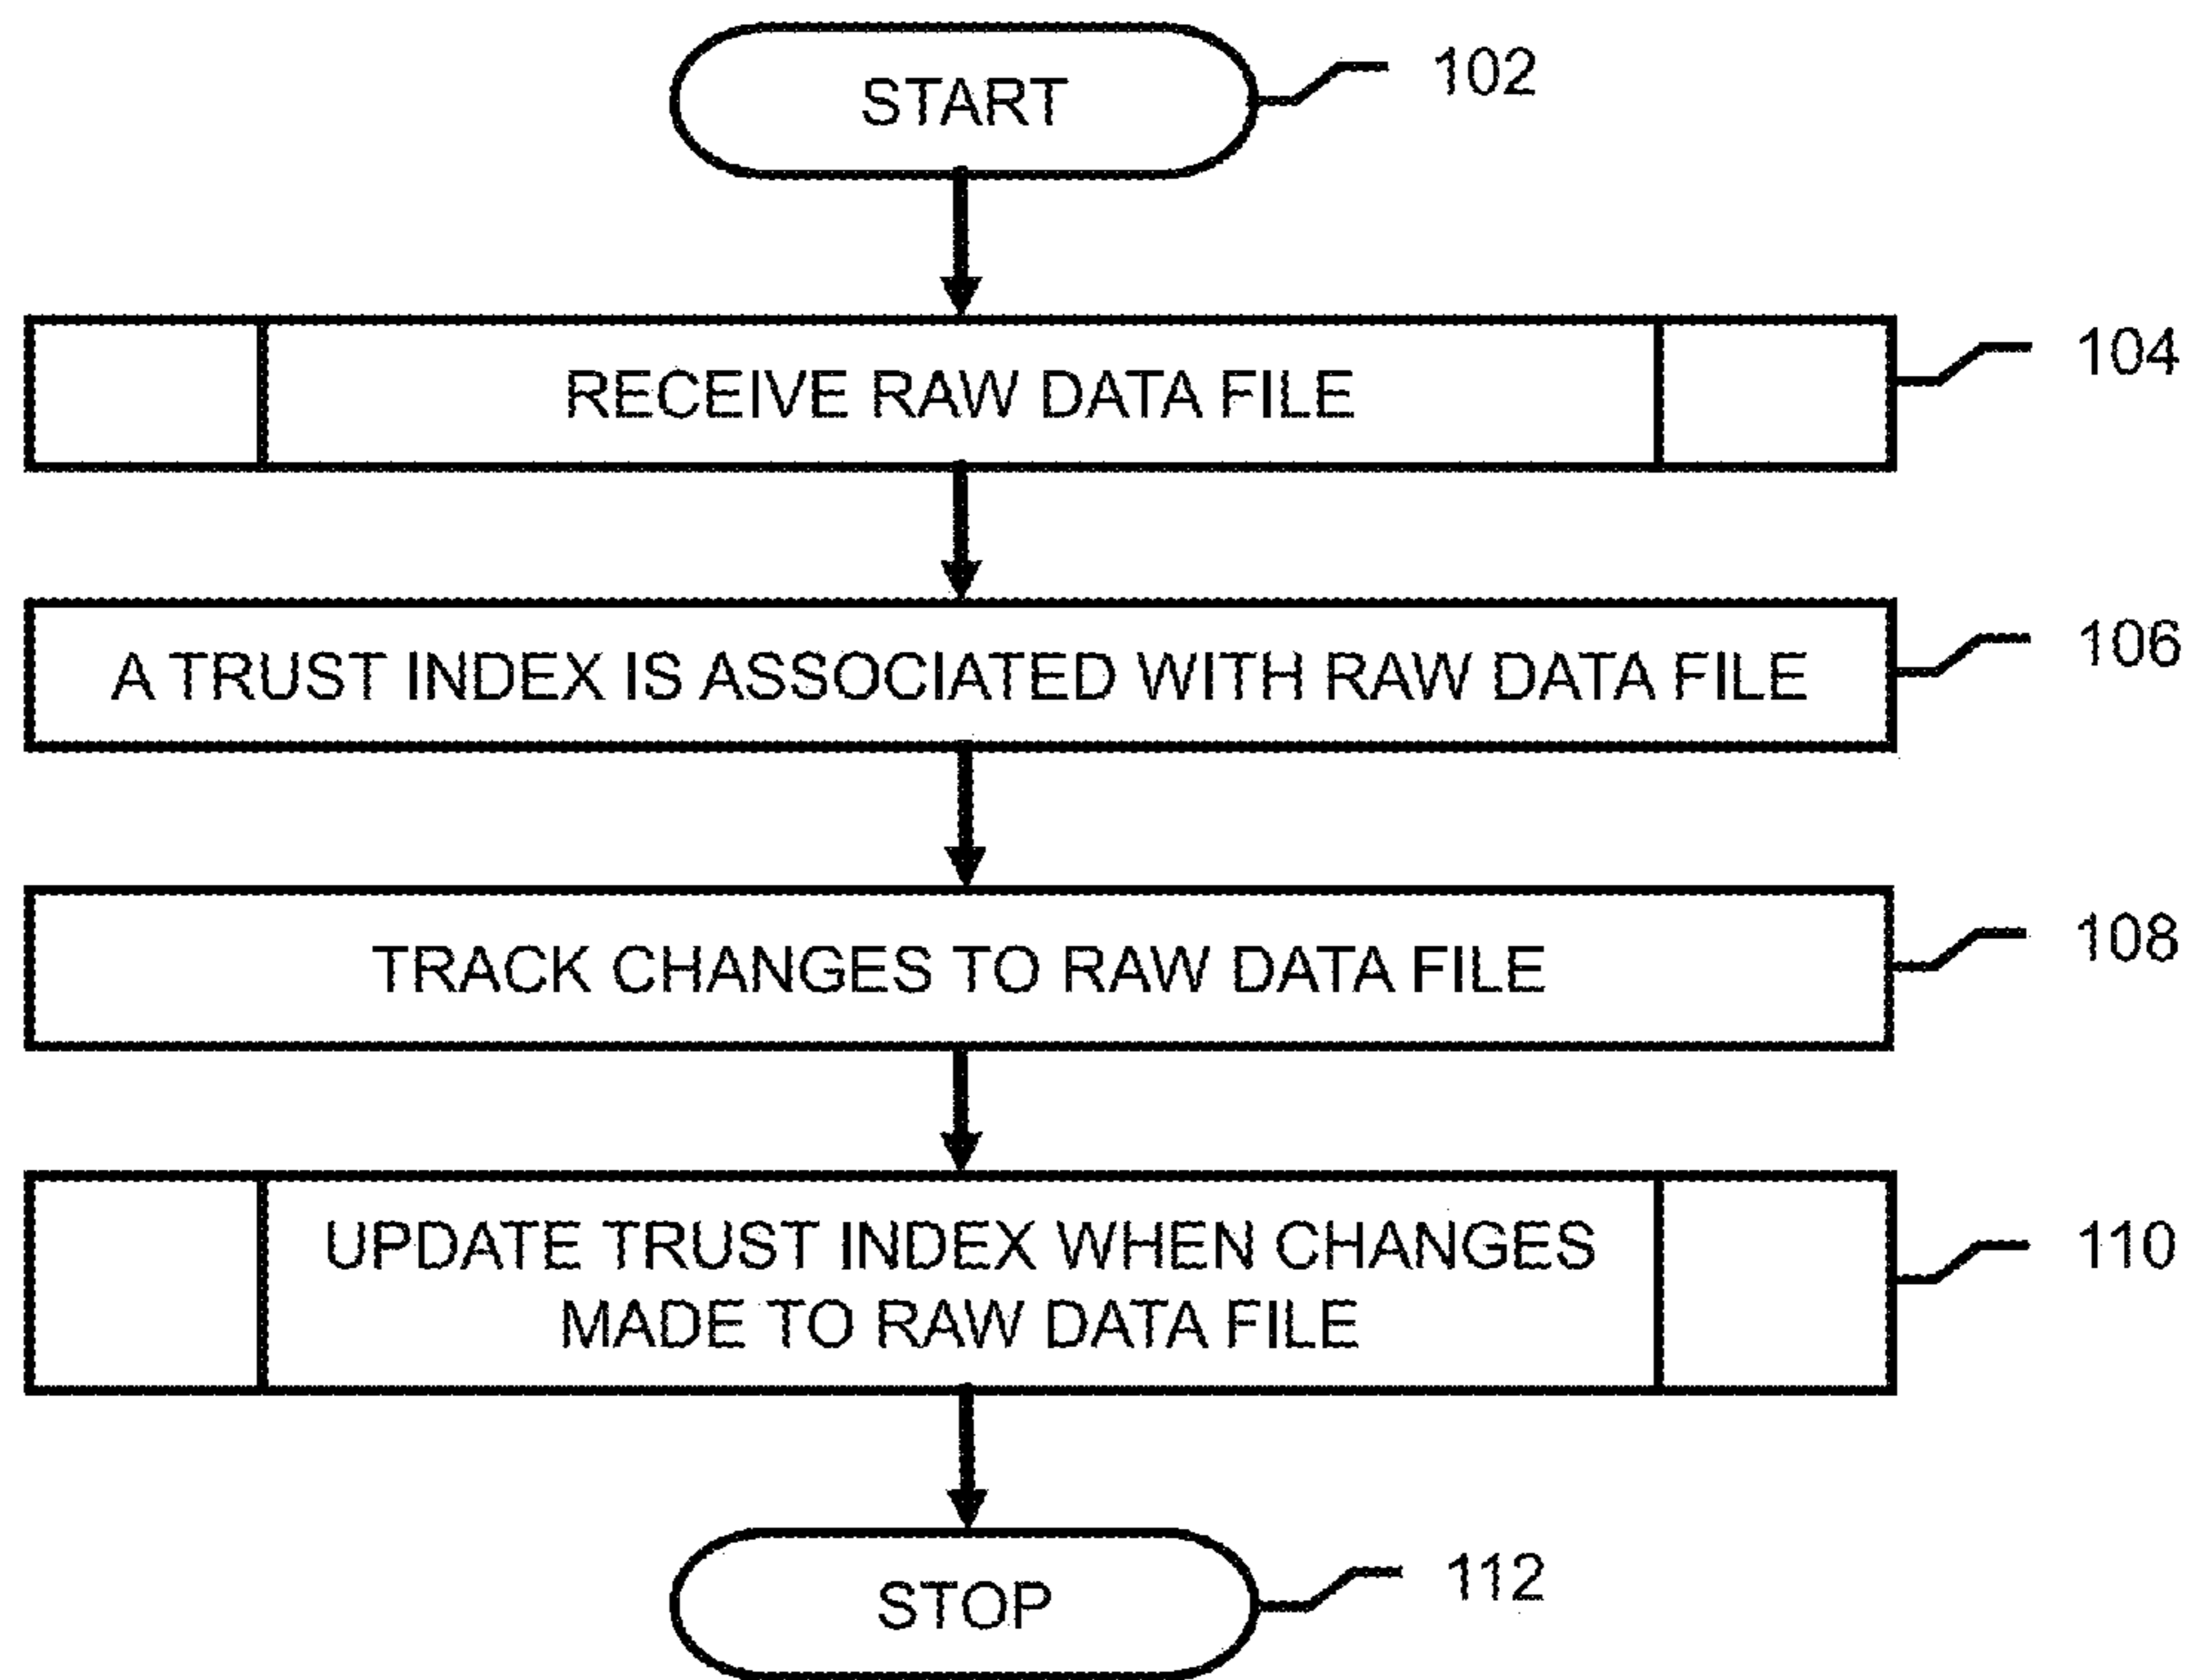 START
102
RECEIVE RAW DATA FILE
104
A TRUST INDEX IS ASSOCIATED WITH RAW DATA FILE
106
TRACK CHANGES TO RAW DATA FILE
108
UPDATE TRUST INDEX WHEN CHANGES
MADE TO RAW DATA FILE
110
STOP
112